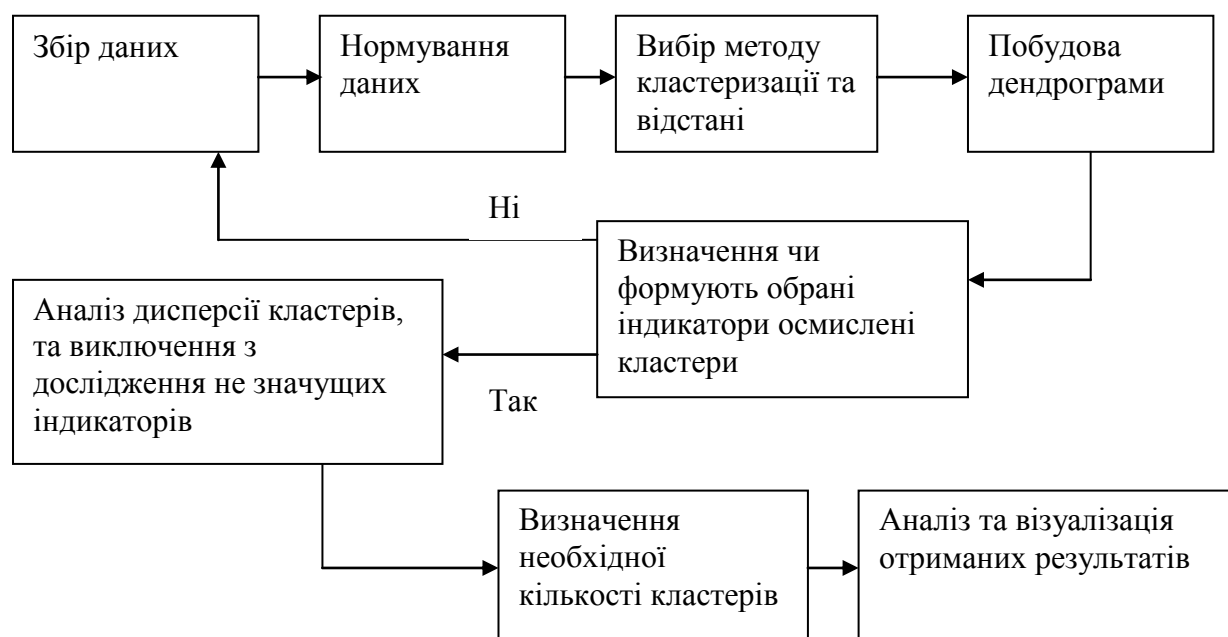 Збір даних
Нормування
даних
Вибір методу
кластеризації та
відстані
Побудова
дендрограми
Ні
Визначення чи
формують обрані
індикатори осмислені
кластери
Аналіз дисперсії кластерів,
та виключення з
дослідження не значущих
індикаторів
Так
Визначення
необхідної
кількості кластерів
Аналіз та візуалізація
отриманих результатів